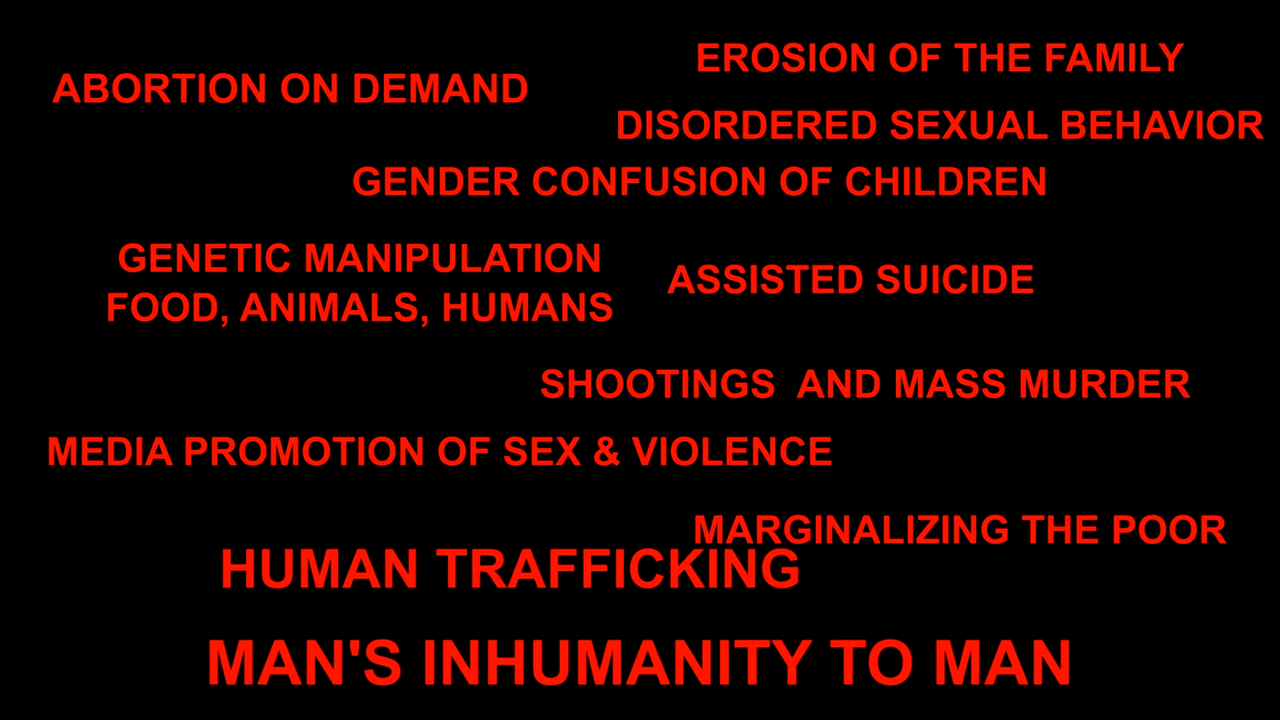 EROSION OF THE FAMILY
ABORTION ON DEMAND
DISORDERED SEXUAL BEHAVIOR
GENDER CONFUSION OF CHILDREN
GENETIC MANIPULATION
FOOD, ANIMALS, HUMANS
ASSISTED SUICIDE
SHOOTINGS  AND MASS MURDER
MEDIA PROMOTION OF SEX & VIOLENCE
MARGINALIZING THE POOR
HUMAN TRAFFICKING
MAN'S INHUMANITY TO MAN